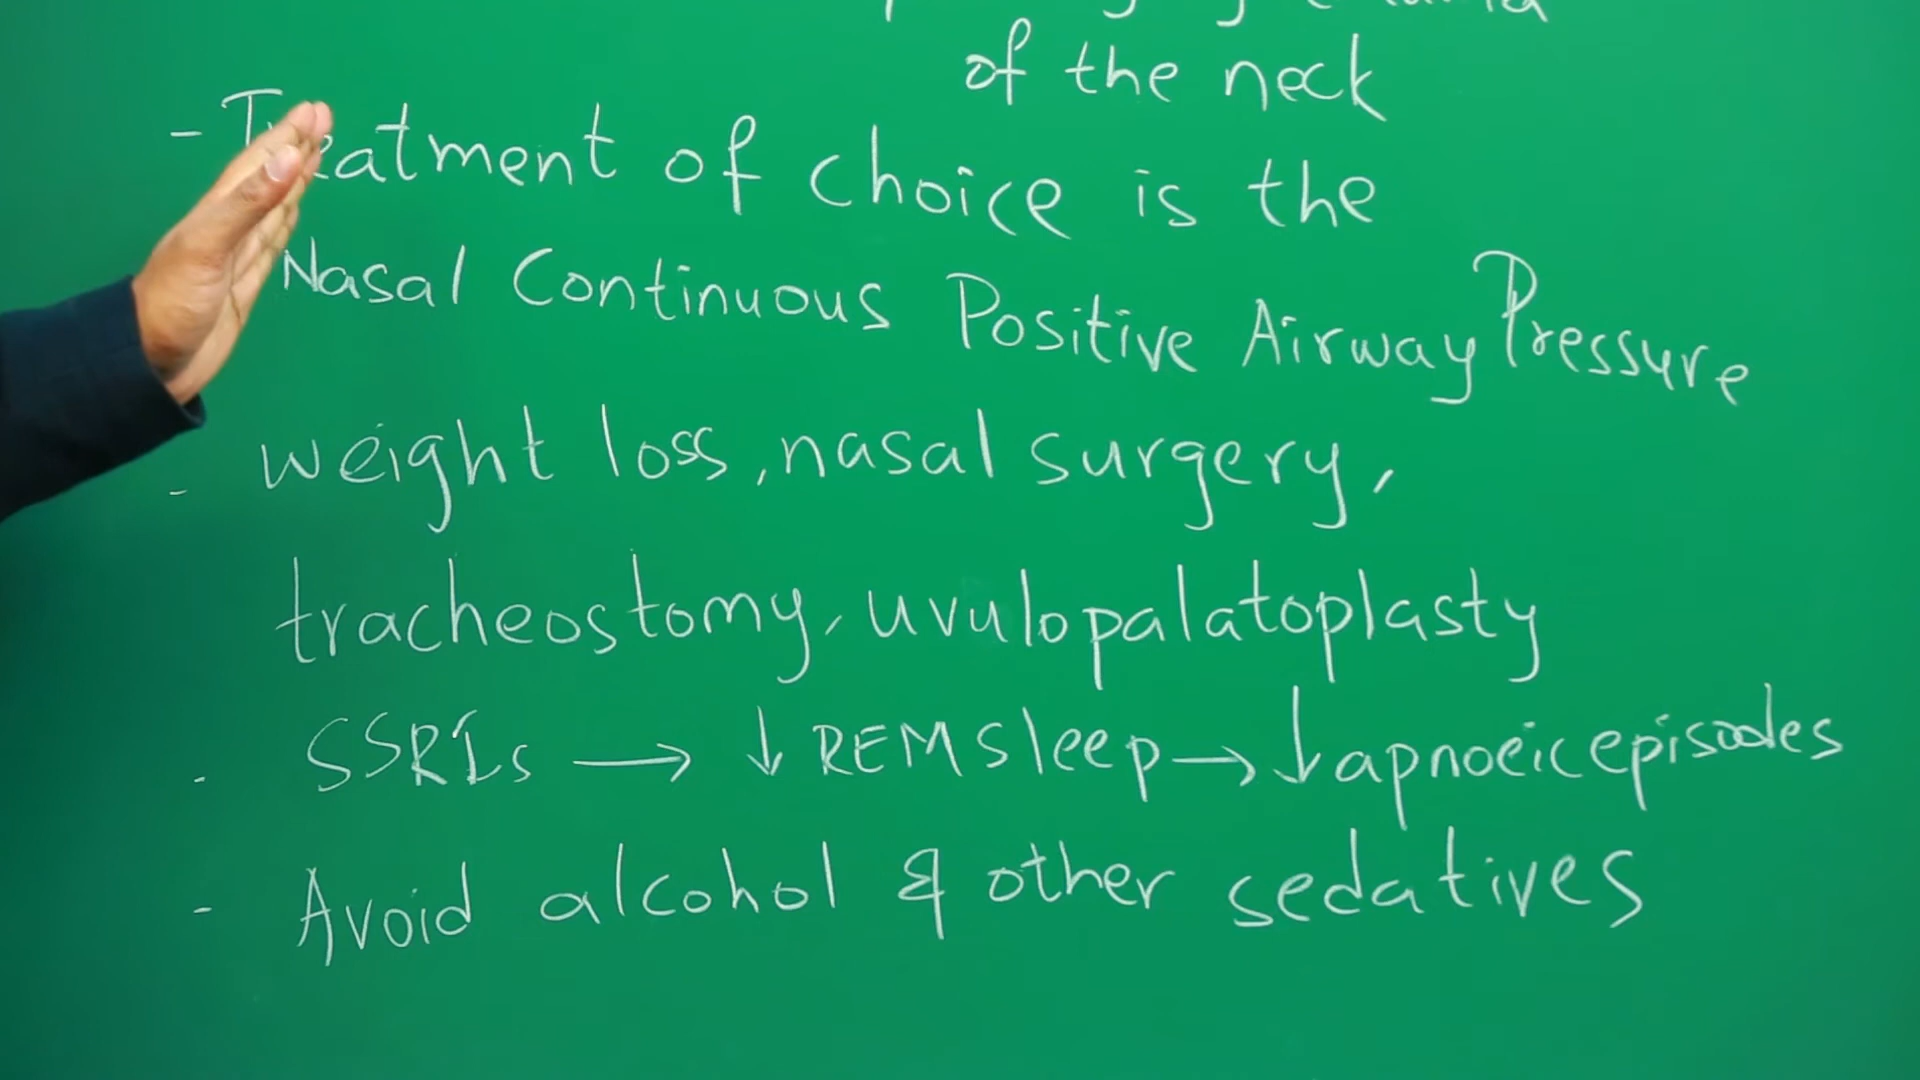 of the neck
- Treatment of choice is the
Nasal Continuous Positive Airway Pressure
- weight loss, nasal surgery,
tracheostomy, uvulopalatoplasty
- SSRIs → ↓ REM sleep → ↓ apnoeic episodes
- Avoid alcohol & other sedatives